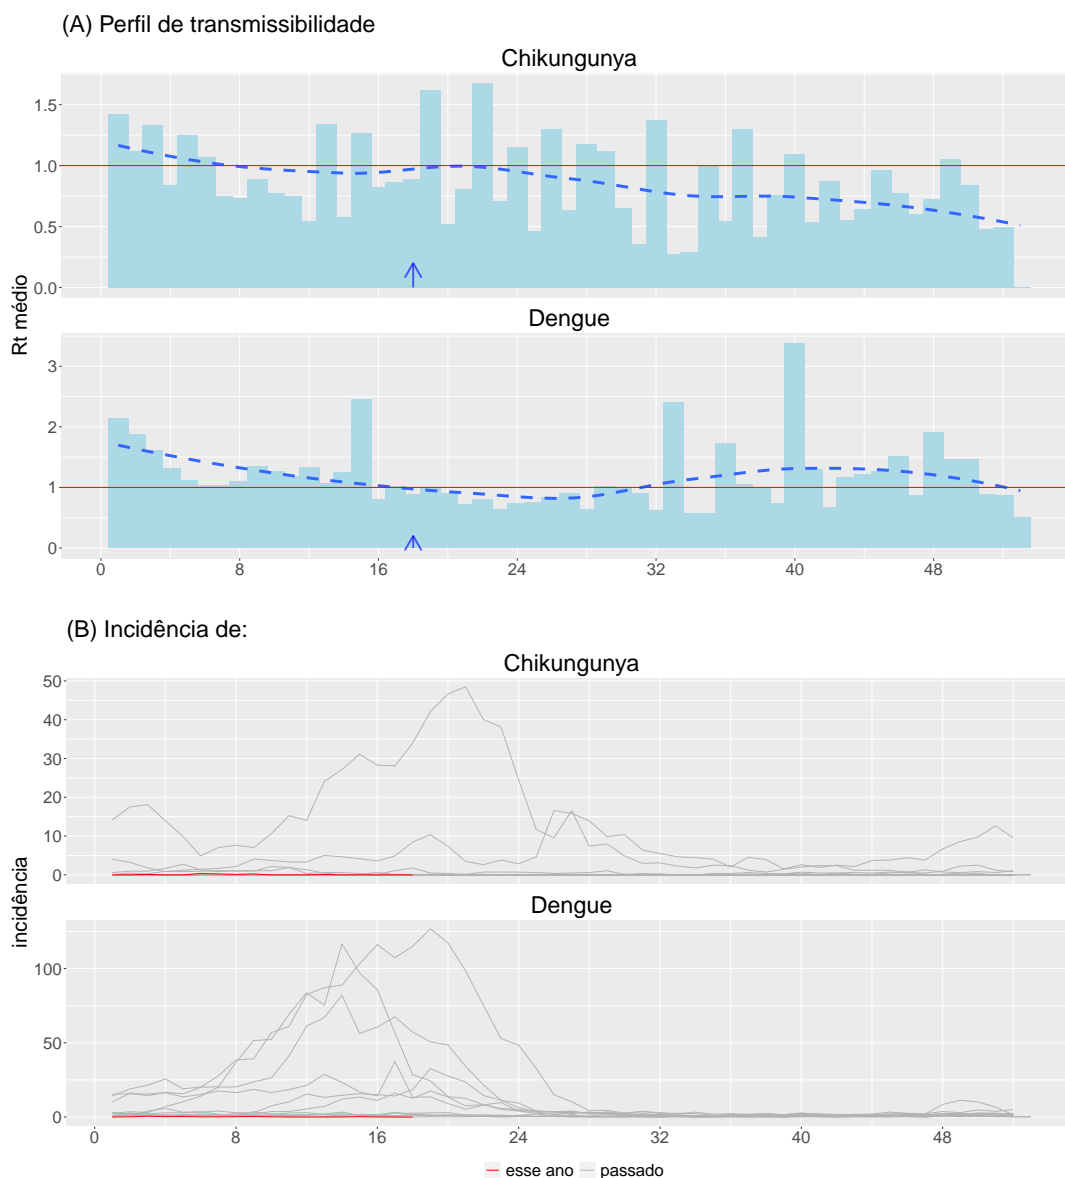 (A) Perfil de transmissibilidade
Chikungunya
1.5
1.0
0.5
0.0
Rt médio
Dengue
3
2
1
0
0 8 16 24 32 40 48
(B) Incidência de:
Chikungunya
50
40
30
20
10
0
incidência
Dengue
100
50
0
0 8 16 24 32 40 48
esse ano passado